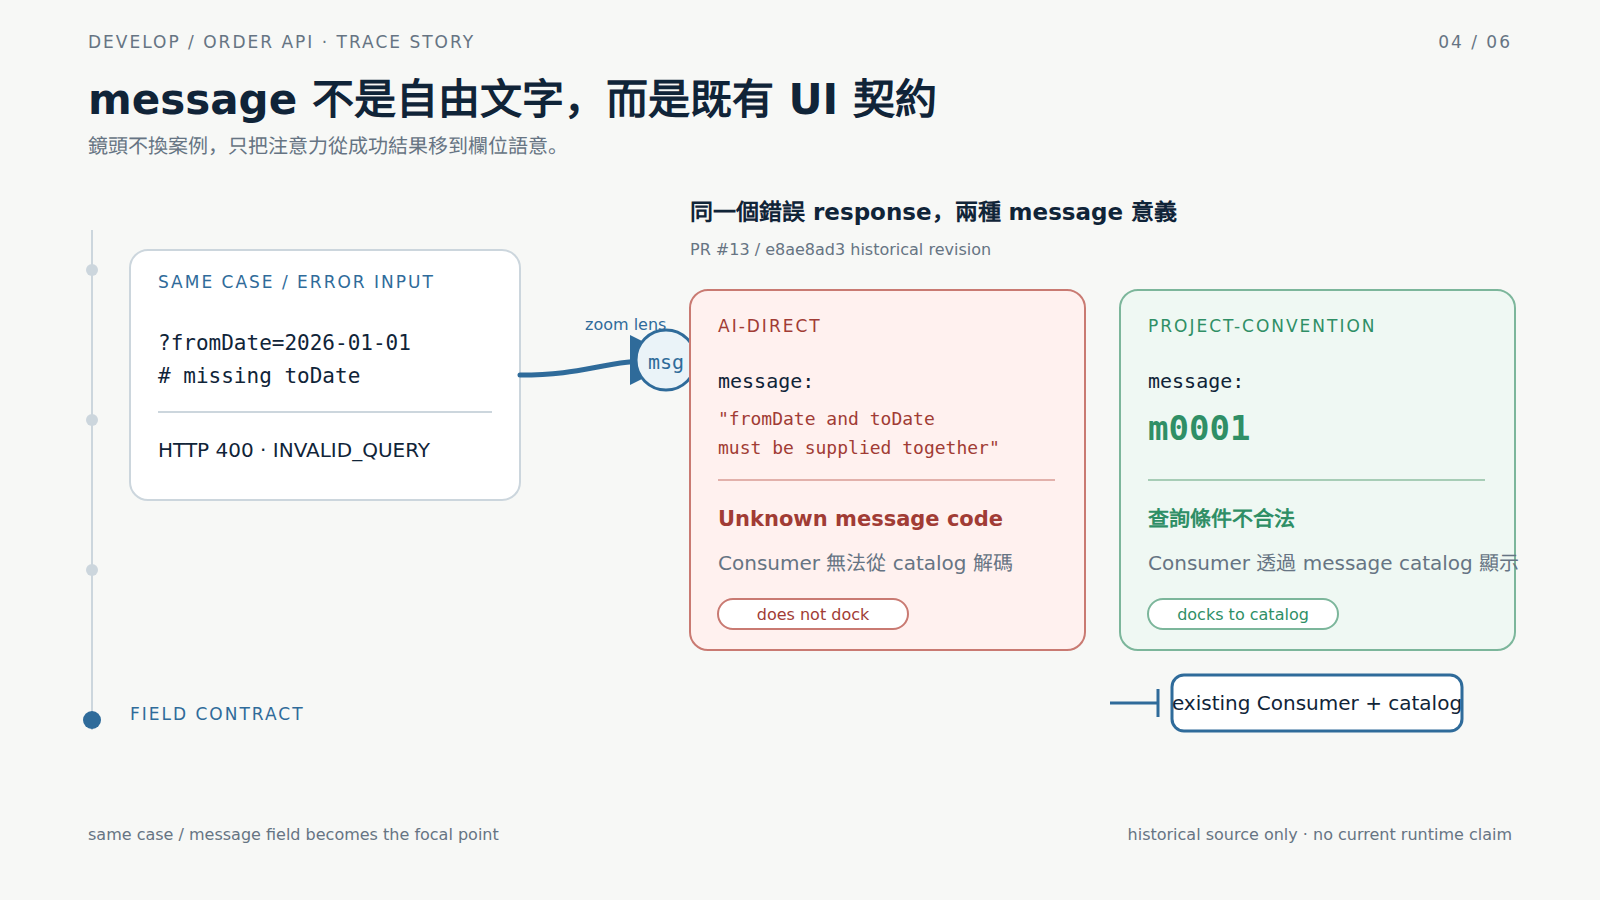 DEVELOP / ORDER API · TRACE STORY
04 / 06
message 不是自由文字，而是既有 UI 契約
鏡頭不換案例，只把注意力從成功結果移到欄位語意。
同一個錯誤 response，兩種 message 意義
PR #13 / e8ae8ad3 historical revision
SAME CASE / ERROR INPUT
?fromDate=2026-01-01
# missing toDate
HTTP 400 · INVALID_QUERY
zoom lens
msg
AI-DIRECT
message:
"fromDate and toDate
must be supplied together"
Unknown message code
Consumer 無法從 catalog 解碼
does not dock
PROJECT-CONVENTION
message:
m0001
查詢條件不合法
Consumer 透過 message catalog 顯示
docks to catalog
existing Consumer + catalog
FIELD CONTRACT
same case / message field becomes the focal point
historical source only · no current runtime claim